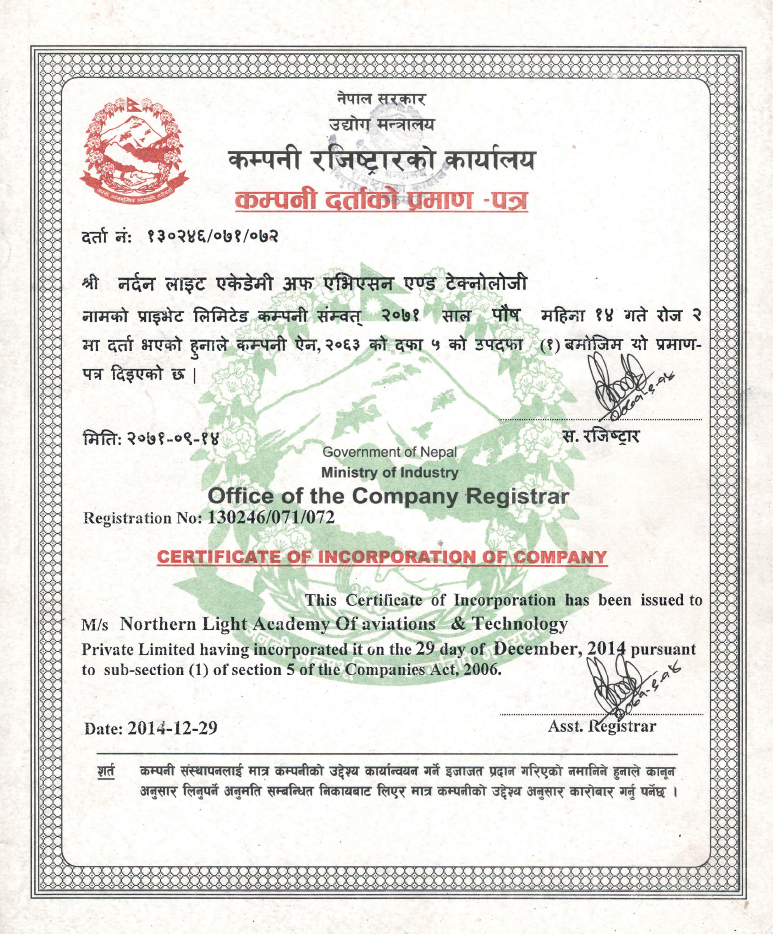 नेपाल सरकार
उद्योग मन्त्रालय
कम्पनी रजिष्ट्रारको कार्यालय
कम्पनी दर्ताको प्रमाण -पत्र
दर्ता नं: १३०२४६/०७१/०७२
श्री नर्दन लाइट एकेडेमी अफ एभिएसन एण्ड टेक्नोलोजी
नामको प्राइभेट लिमिटेड कम्पनी संम्वत् २०७१ साल पौष महिना १४ गते रोज २
मा दर्ता भएको हुनाले कम्पनी ऐन, २०६३ को दफा ५ को उपदफा (१) बमोजिम यो प्रमाण-
पत्र दिइएको छ |
२०७१-९-१४
मिति: २०७१-०९-१४
स. रजिष्ट्रार
Government of Nepal
Ministry of Industry
Office of the Company Registrar
Registration No: 130246/071/072
CERTIFICATE OF INCORPORATION OF COMPANY
This Certificate of Incorporation has been issued to
M/s Northern Light Academy Of aviations & Technology
Private Limited having incorporated it on the 29 day of December, 2014 pursuant
to sub-section (1) of section 5 of the Companies Act, 2006.
२०७१-९-१४
Date: 2014-12-29
Asst. Registrar
शर्त कम्पनी संस्थापनलाई मात्र कम्पनीको उद्देश्य कार्यान्वयन गर्ने इजाजत प्रदान गरिएको नमानिने हुनाले कानून
अनुसार लिनुपर्ने अनुमति सम्बन्धित निकायबाट लिएर मात्र कम्पनीको उद्देश्य अनुसार कारोबार गर्नु पर्नेछ ।